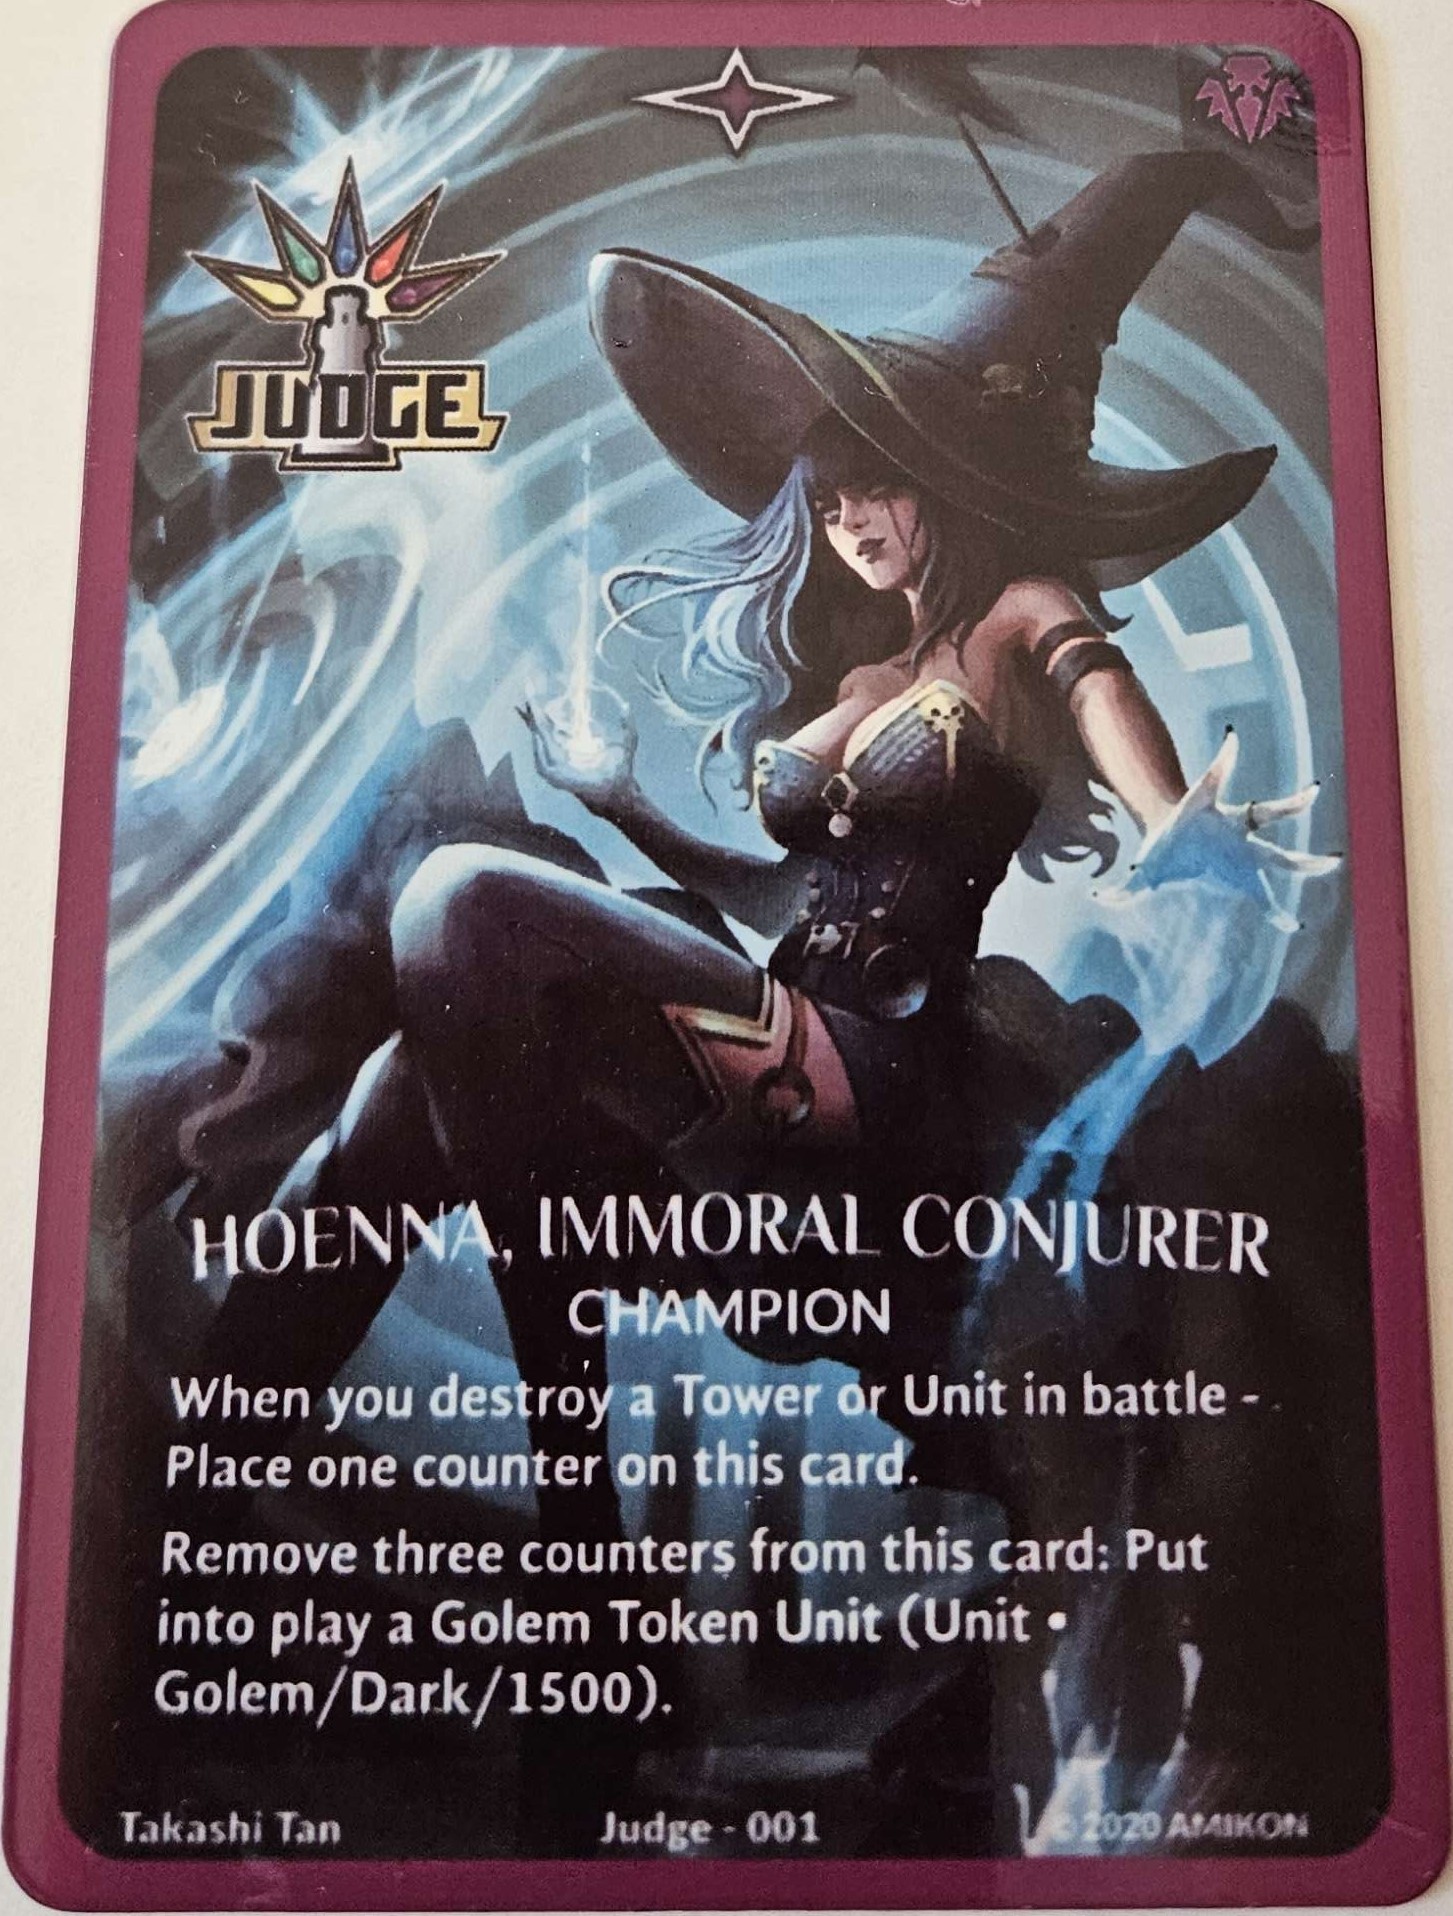 JUDGE
HOENNA, IMMORAL CONJURER
CHAMPION
When you destroy a Tower or Unit in battle -
Place one counter on this card.
Remove three counters from this card: Put
into play a Golem Token Unit (Unit •
Golem/Dark/1500).
Takashi Tan
Judge - 001
© 2020 AMIKON